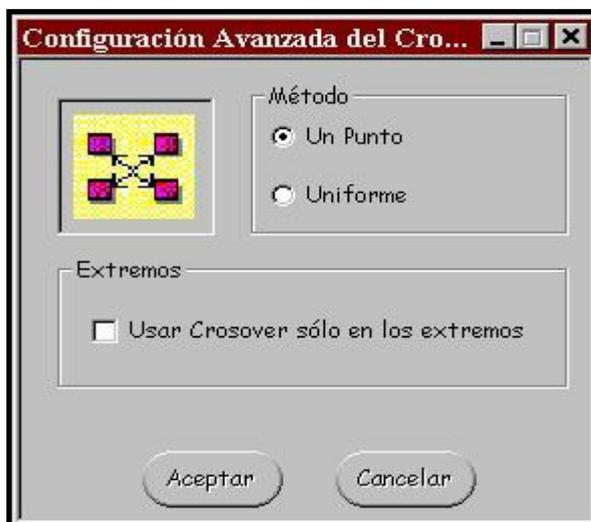 Configuración Avanzada del Cro...
Método
Un Punto
Uniforme
Extremos
Usar Crosover sólo en los extremos
Aceptar
Cancelar